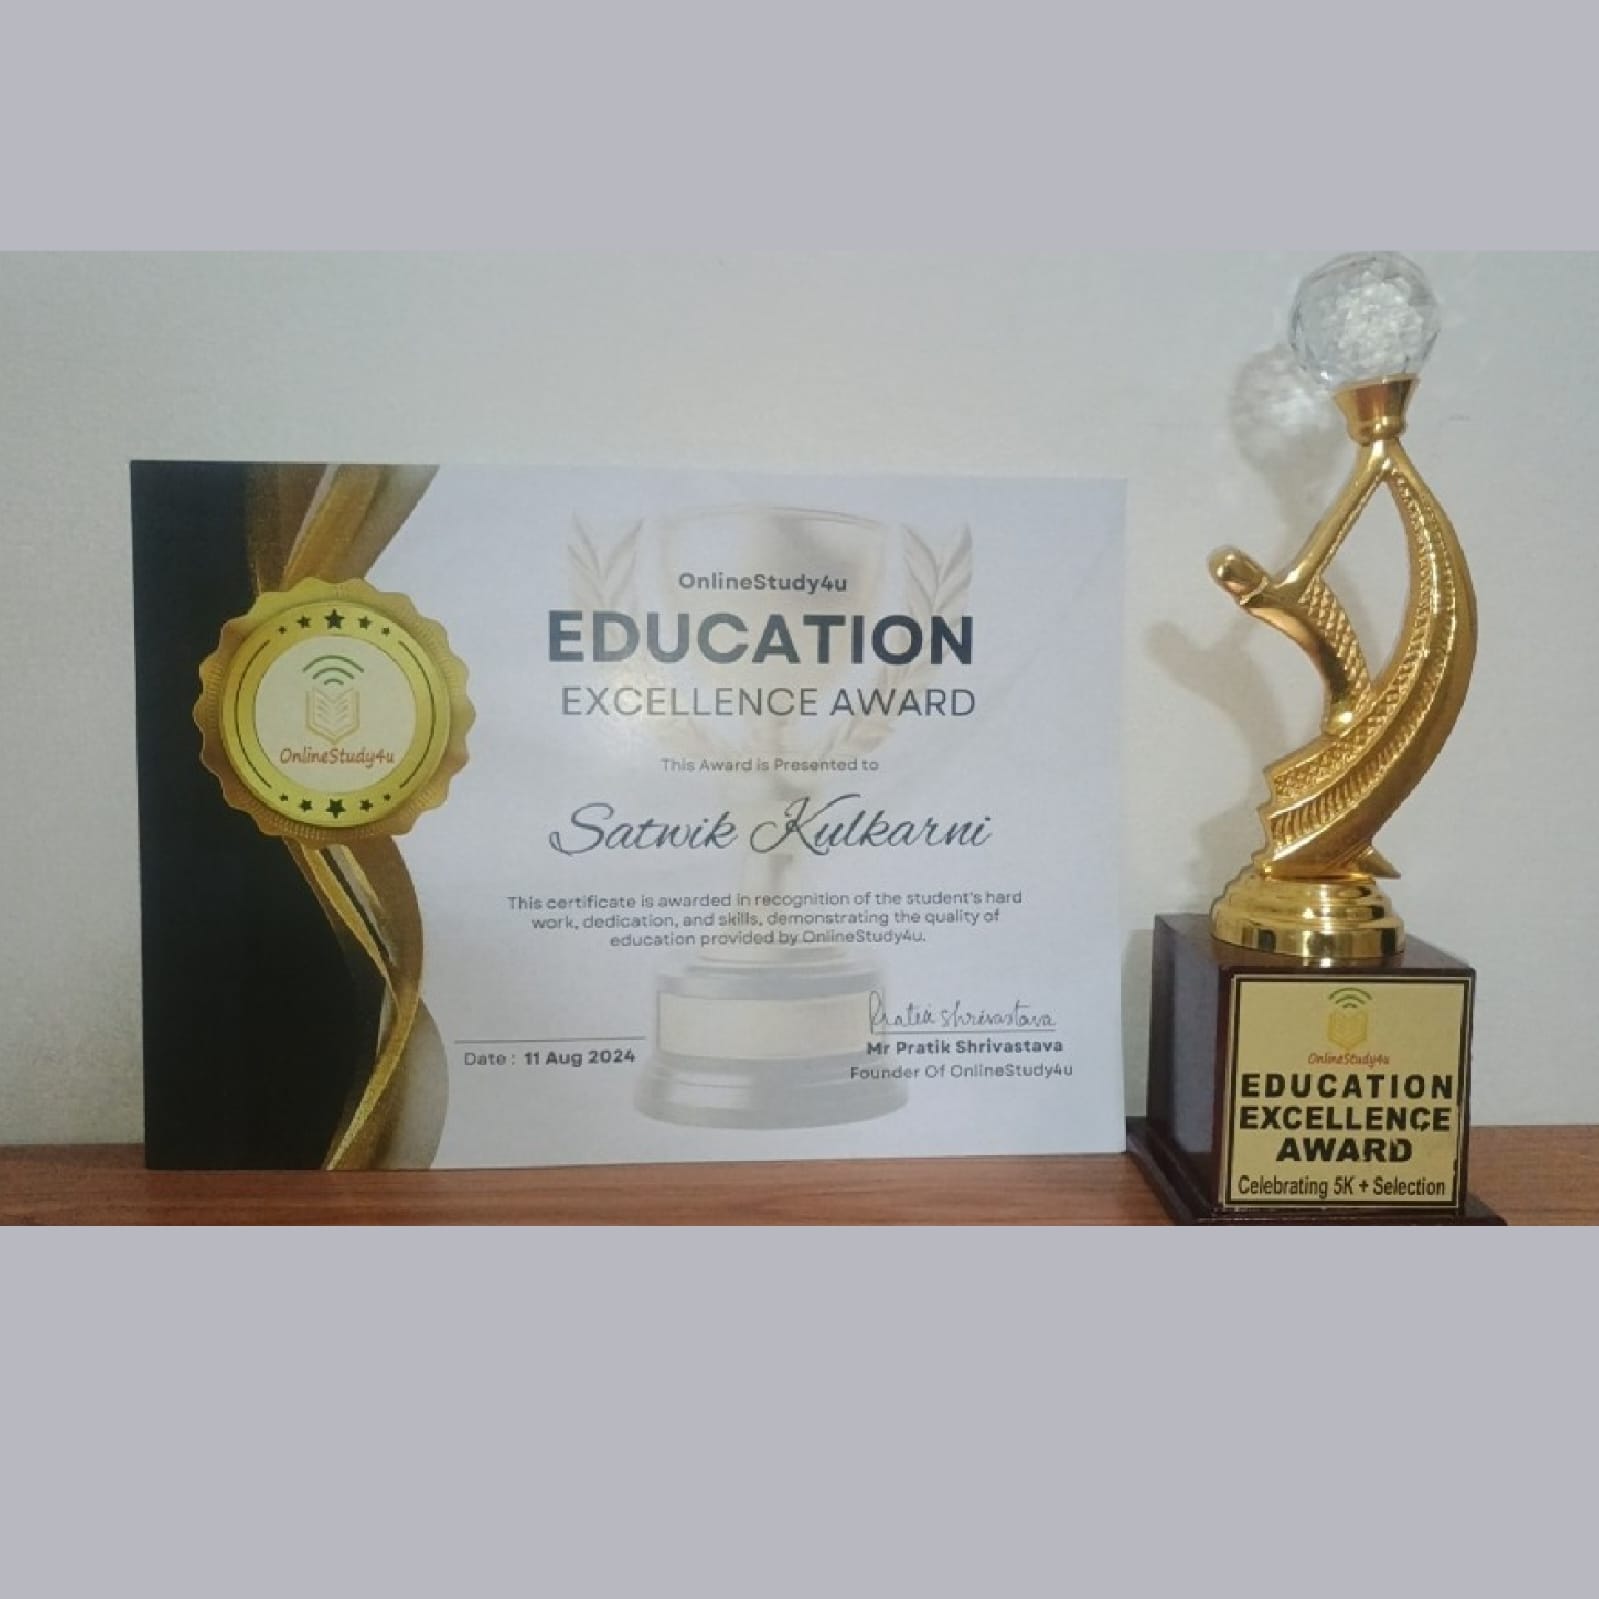 OnlineStudy4u
EDUCATION
EXCELLENCE AWARD
This Award is Presented to
Satwik Kulkarni
This certificate is awarded in recognition of the student's hard
work, dedication, and skills, demonstrating the quality of
education provided by OnlineStudy4u.
Pratik Shrivastava
Date : 11 Aug 2024
Mr Pratik Shrivastava
Founder Of OnlineStudy4u
OnlineStudy4u
OnlineStudy4u
EDUCATION
EXCELLENCE
AWARD
Celebrating 5K + Selection